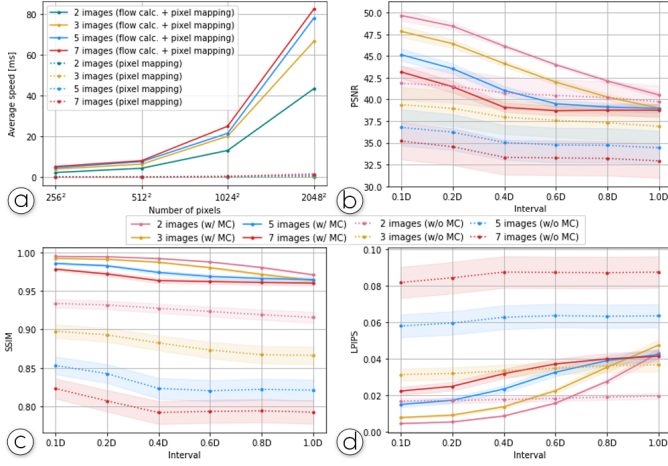 80
60
40
20
0
Average speed [ms]
2 images (flow calc. + pixel mapping)
3 images (flow calc. + pixel mapping)
5 images (flow calc. + pixel mapping)
7 images (flow calc. + pixel mapping)
2 images (pixel mapping)
3 images (pixel mapping)
5 images (pixel mapping)
7 images (pixel mapping)
256² 512² 1024² 2048²
Number of pixels
a
50.0
47.5
45.0
42.5
40.0
37.5
35.0
32.5
30.0
PSNR
0.1D 0.2D 0.4D 0.6D 0.8D 1.0D
Interval
b
2 images (w/ MC) 5 images (w/ MC) 2 images (w/o MC) 5 images (w/o MC)
3 images (w/ MC) 7 images (w/ MC) 3 images (w/o MC) 7 images (w/o MC)
1.00
0.95
0.90
0.85
0.80
SSIM
0.1D 0.2D 0.4D 0.6D 0.8D 1.0D
Interval
c
0.10
0.08
0.06
0.04
0.02
0.00
LPIPS
0.1D 0.2D 0.4D 0.6D 0.8D 1.0D
Interval
d